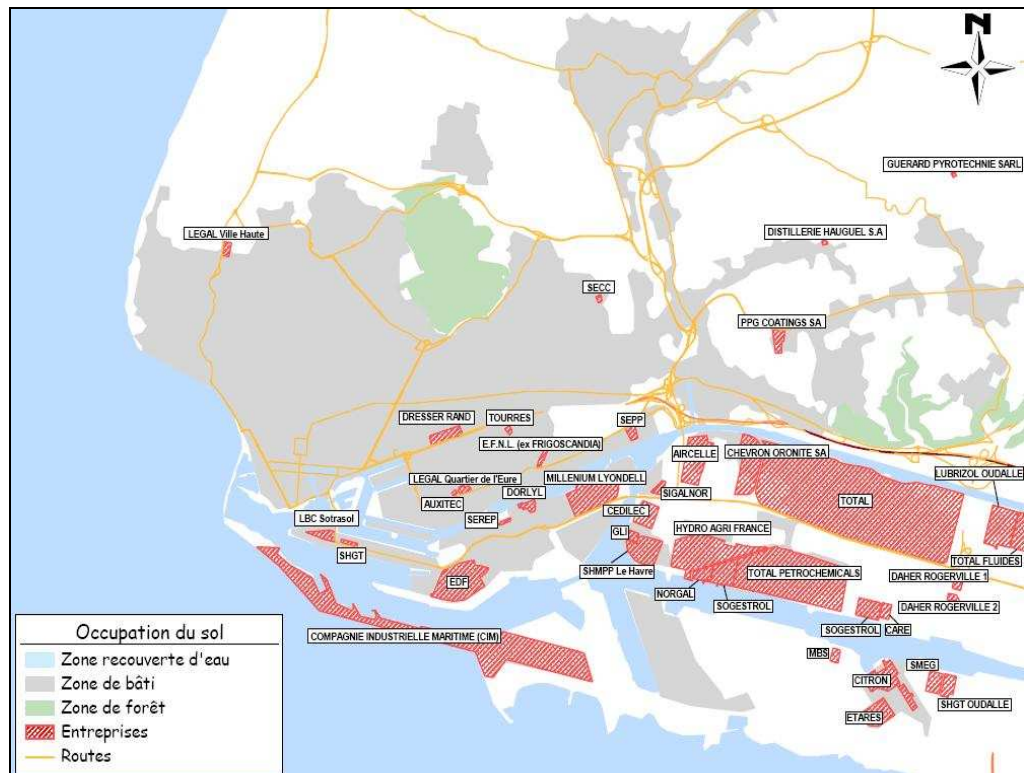 N
GUERARD PYROTECHNIE SARL
LEGAL Ville Haute
DISTILLERIE HAUGUEL S.A
SECC
PPG COATINGS SA
DRESSER RAND
TOURRES
SEPP
E.F.N.L. (ex FRIGOSCANDIA)
AIRCELLE
CHEVRON ORONITE SA
LEGAL Quartier de l'Eure
MILLENIUM LYONDELL
LUBRIZOL OUDALLE
AUXITEC
DORLYL
SIGALNOR
TOTAL
CEDILEC
LBC Sotrasol
SEREP
HYDRO AGRI FRANCE
GLI
SHGT
TOTAL FLUIDES
SHMPP Le Havre
EDF
TOTAL PETROCHEMICALS
DAHER ROGERVILLE 1
NORGAL
SOGESTROL
DAHER ROGERVILLE 2
SOGESTROL
CARE
COMPAGNIE INDUSTRIELLE MARITIME (CIM)
MBS
SMEG
CITRON
SHGT OUDALLE
ETARES
Occupation du sol
Zone recouverte d'eau
Zone de bâti
Zone de forêt
Entreprises
Routes